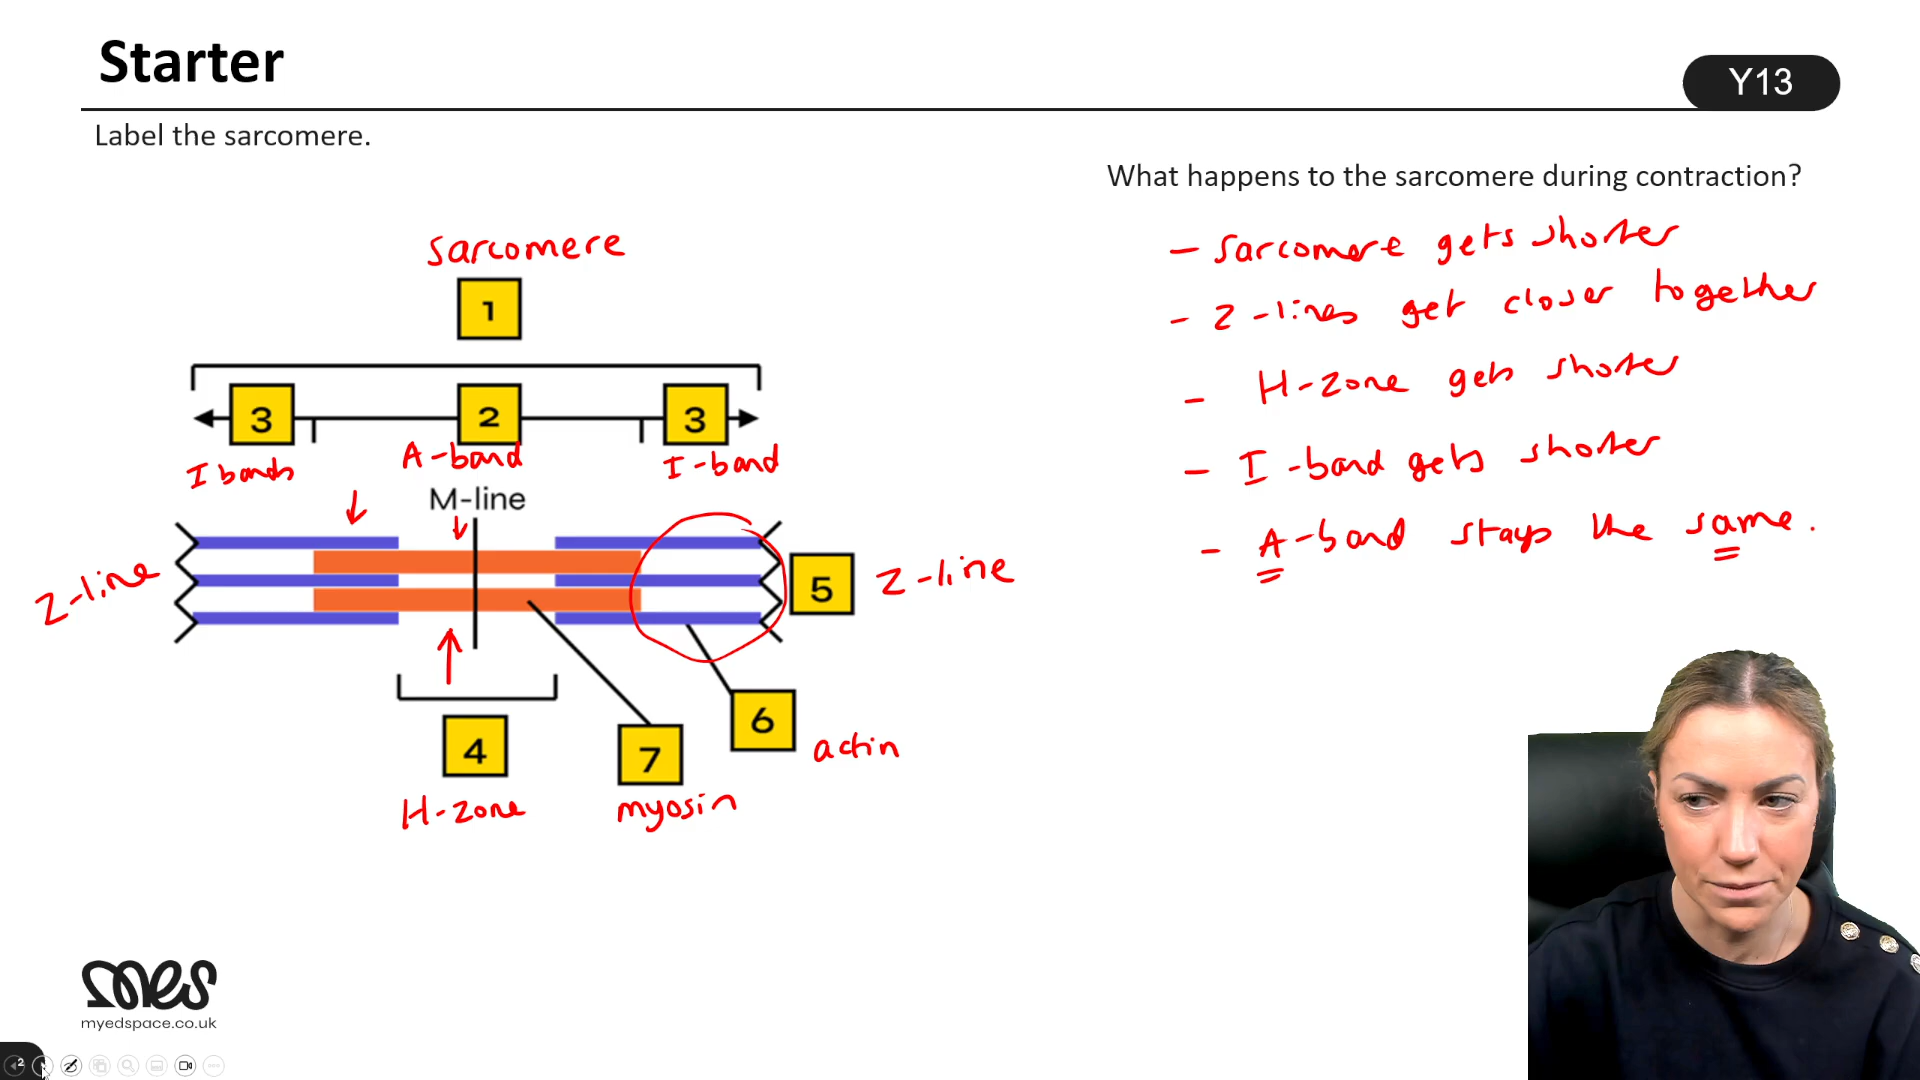 Starter
Y13
Label the sarcomere.
What happens to the sarcomere during contraction?
sarcomere
1
3
2
3
I bands
A-band
I-band
M-line
Z-line
5
Z-line
4
7
6
actin
H-zone
myosin
- sarcomere gets shorter
- Z-lines get closer together
- H-zone gets shorter
- I-band gets shorter
- A-band stays the same.
mes
myedspace.co.uk
2